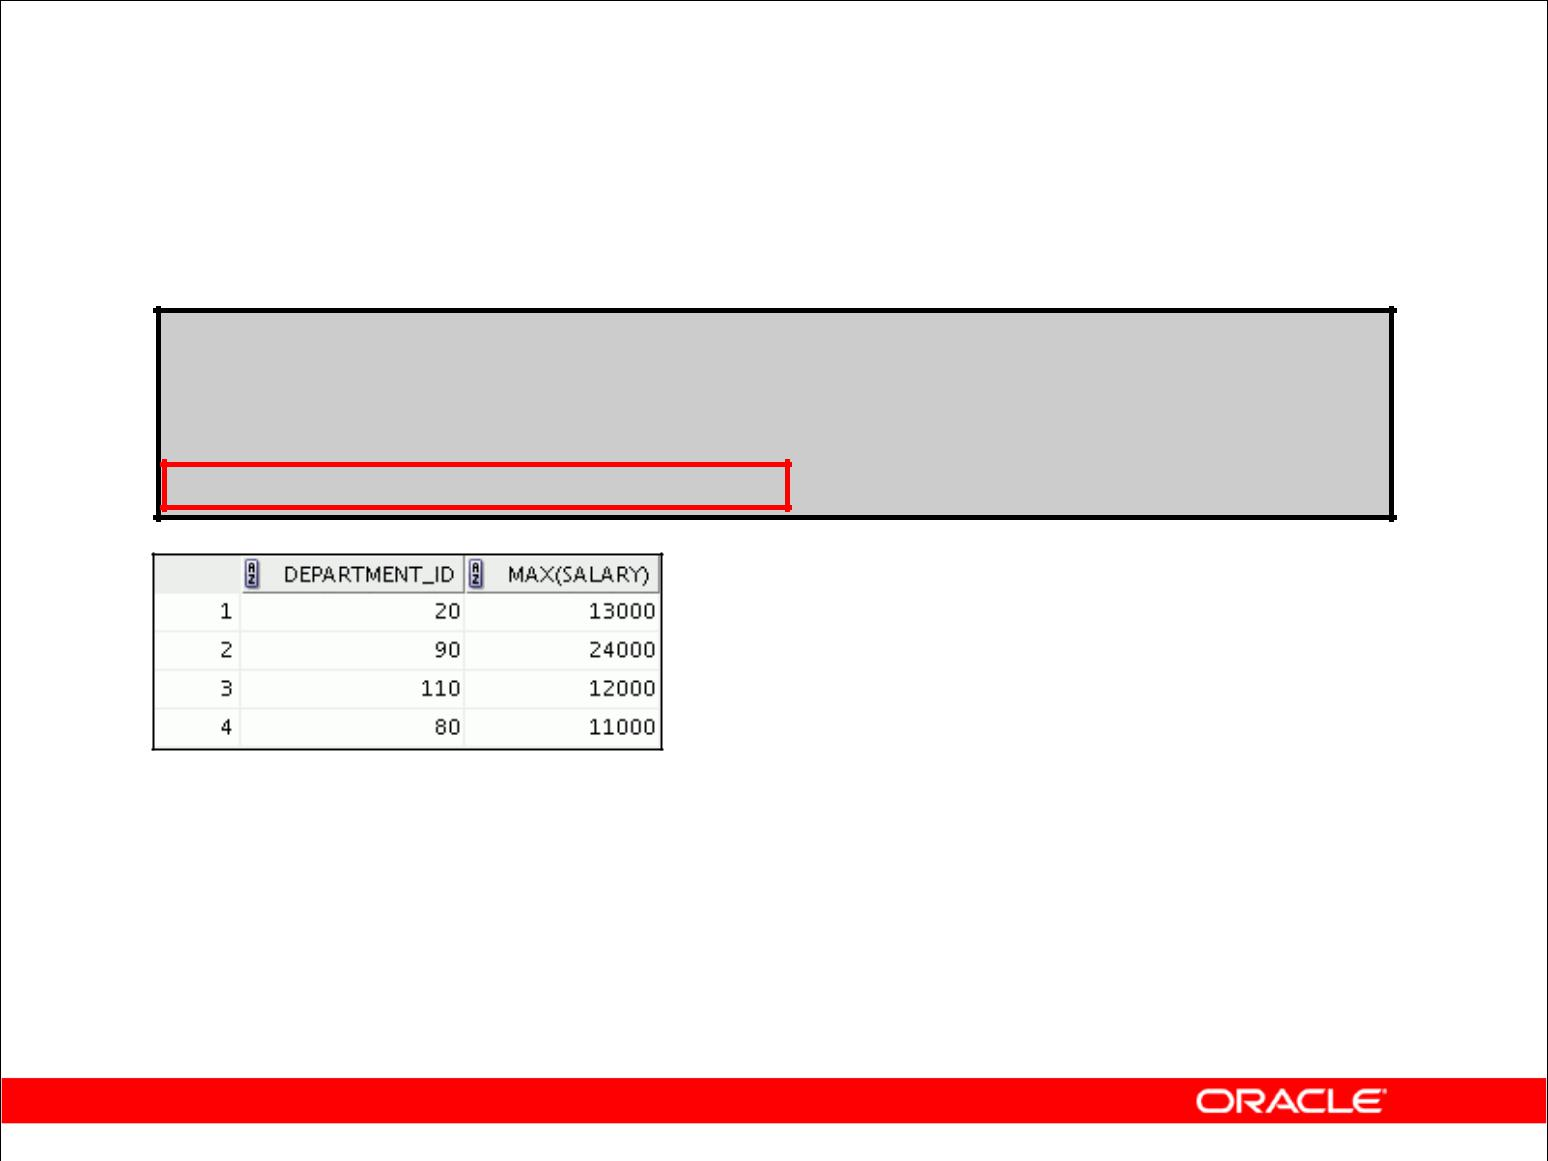 DEPARTMENT_ID MAX(SALARY)
1 20 13000
2 90 24000
3 110 12000
4 80 11000
ORACLE